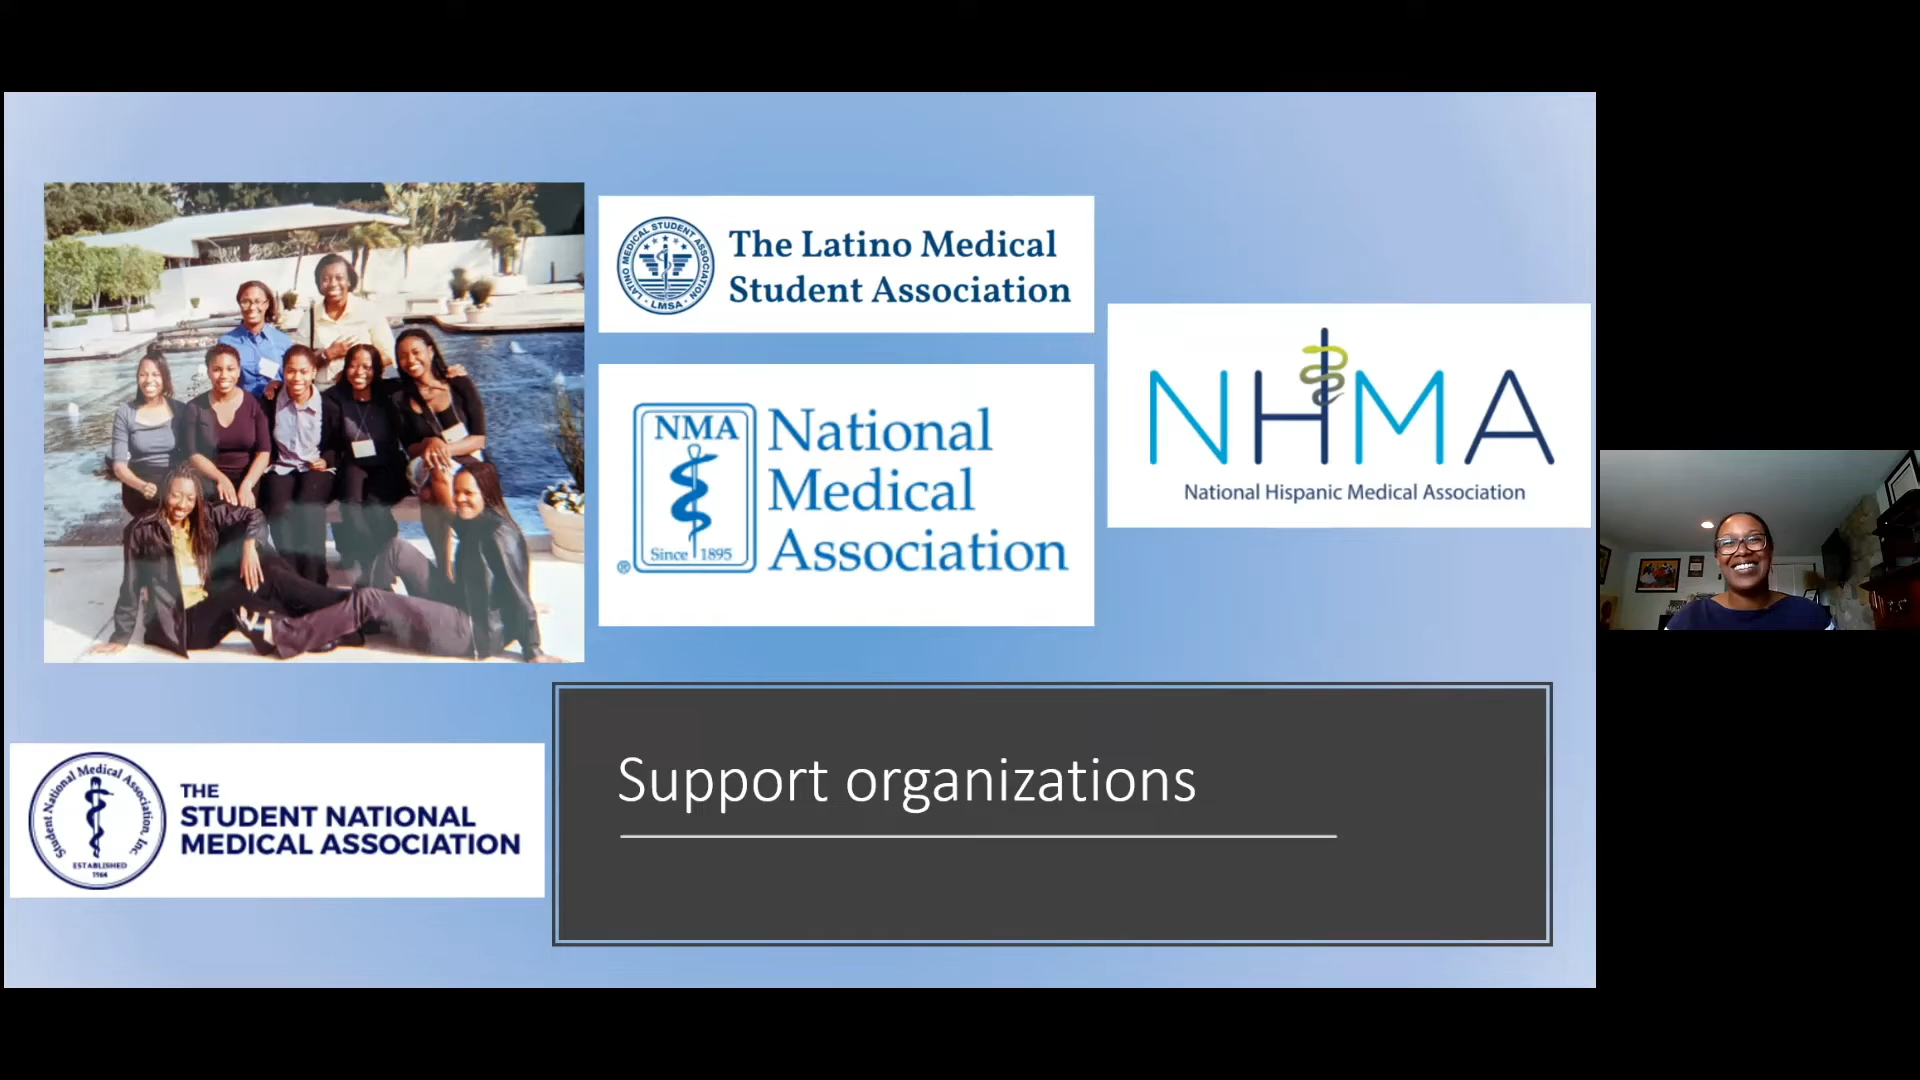 LATINO MEDICAL STUDENT ASSOCIATION
· LMSA ·
The Latino Medical
Student Association
NMA
Since 1895
®
National
Medical
Association
NHMA
National Hispanic Medical Association
Student National Medical Association, Inc.
ESTABLISHED
1964
THE
STUDENT NATIONAL
MEDICAL ASSOCIATION
Support organizations